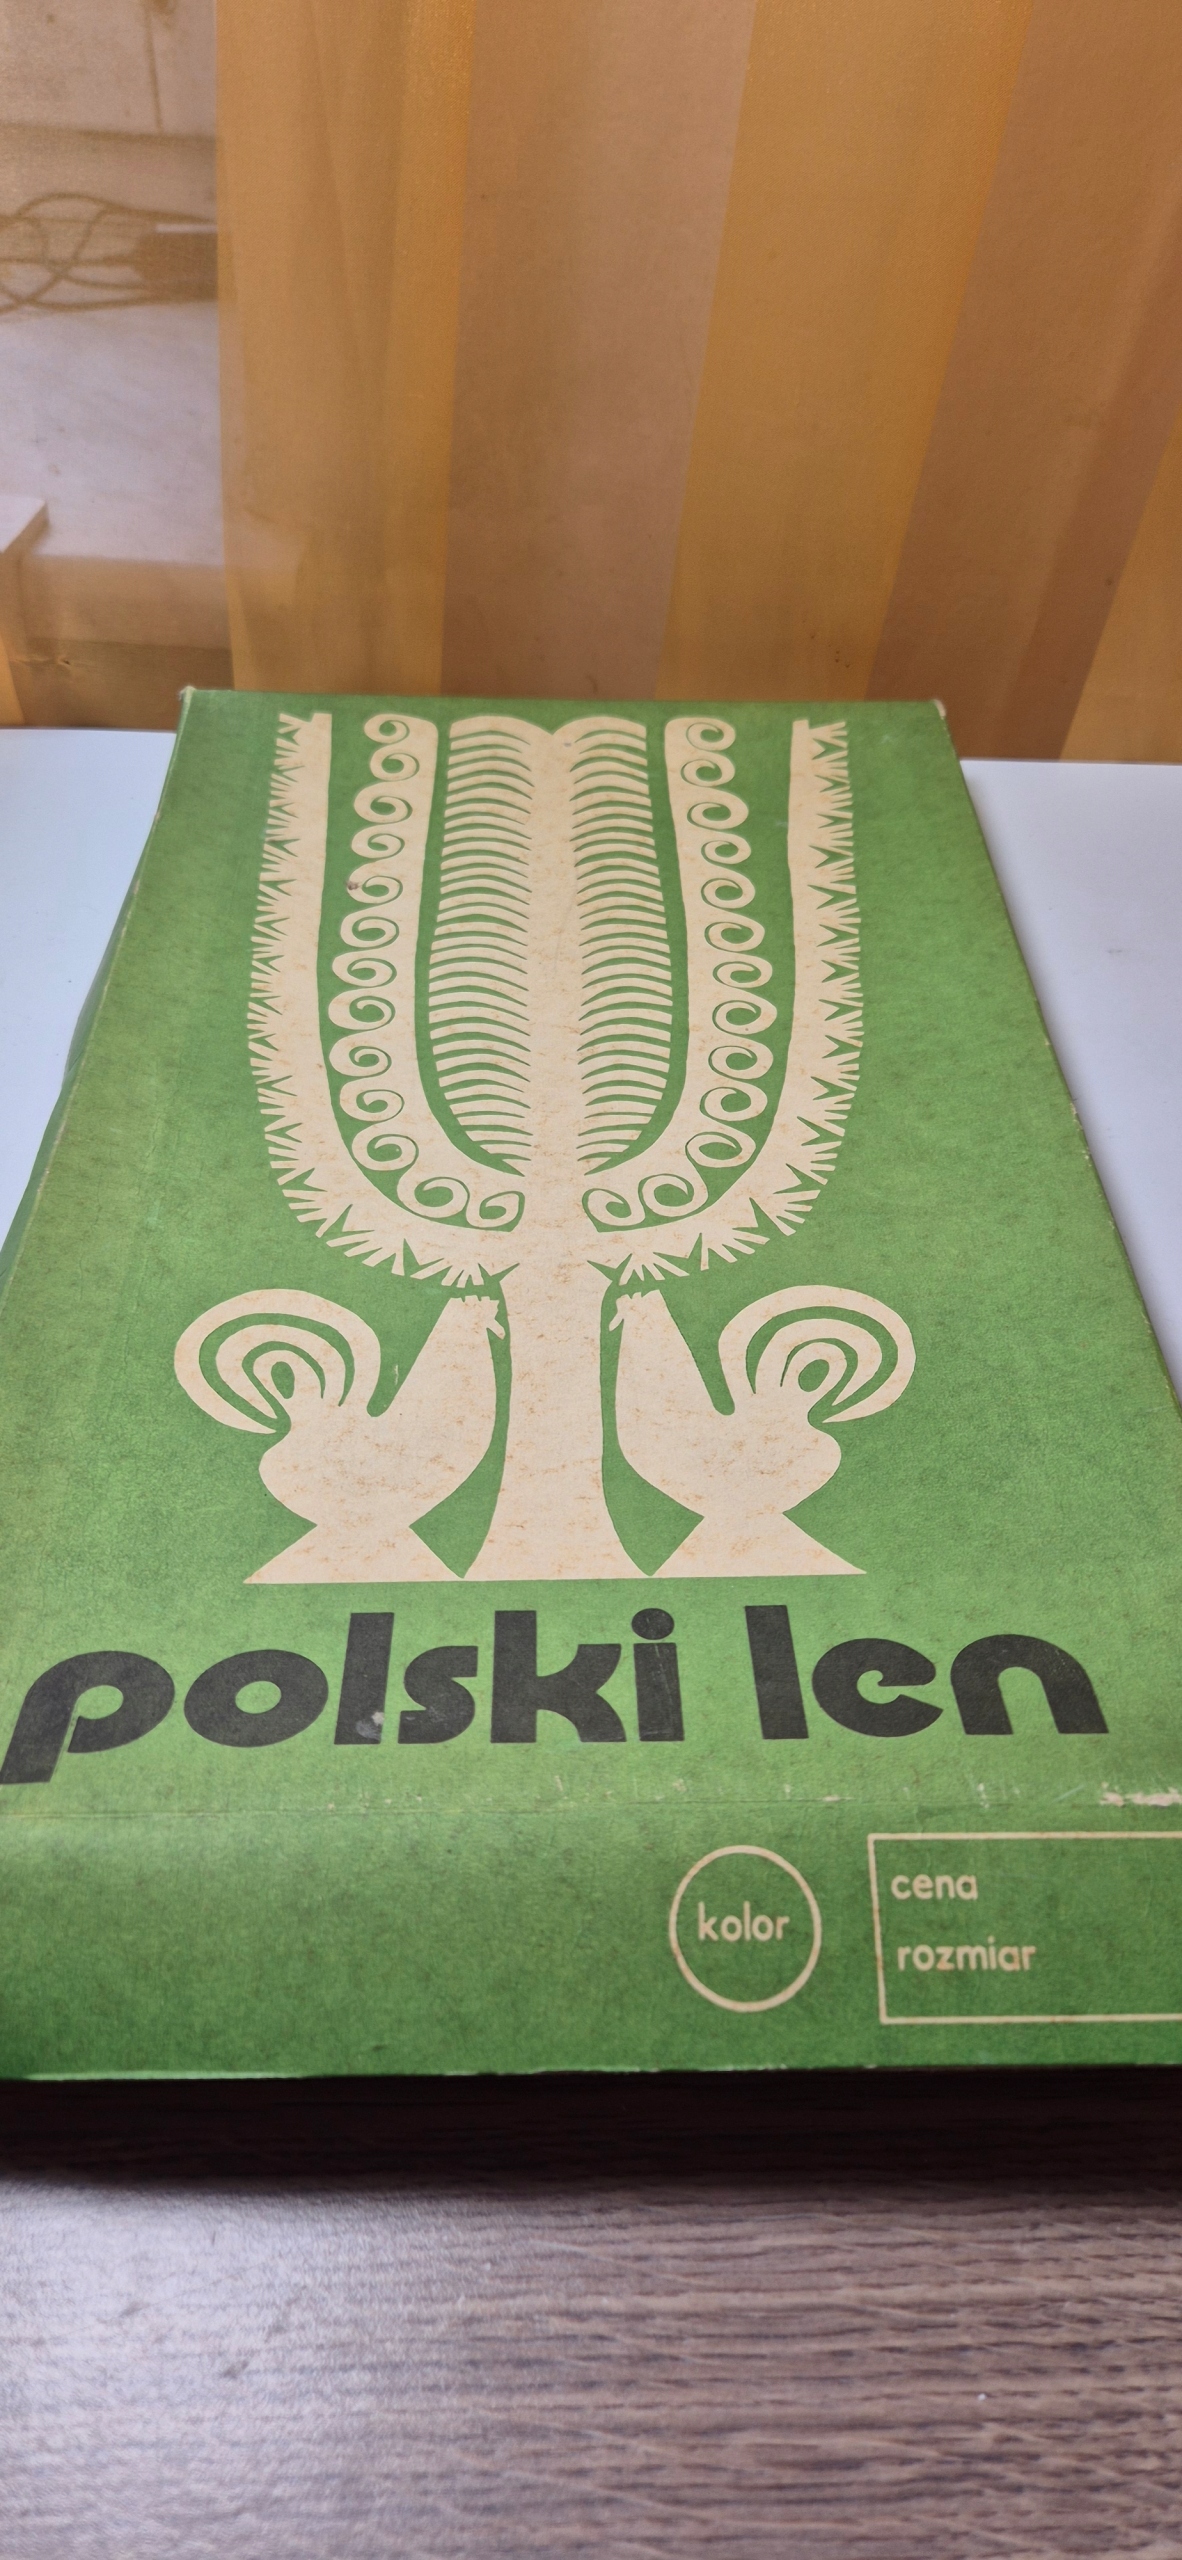 polski len
kolor
cena
rozmiar